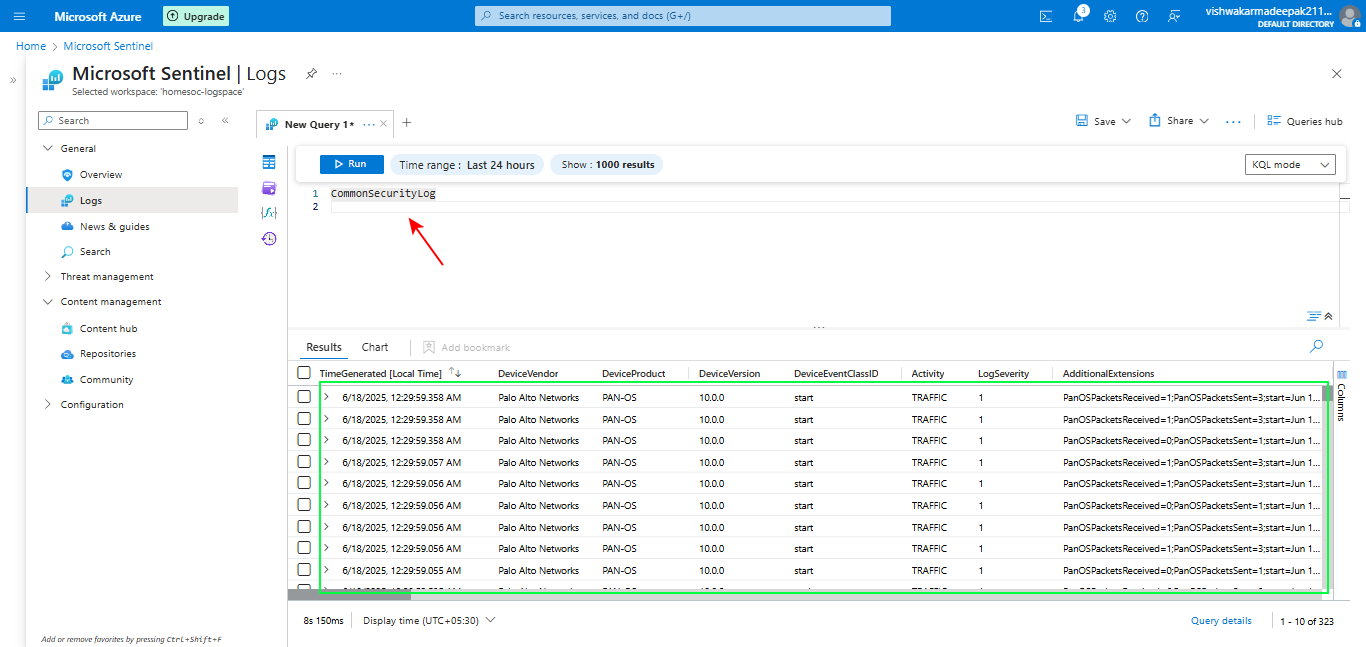 Microsoft Azure
Upgrade
Search resources, services, and docs (G+/)
3
vishwakarmadeepak211...
DEFAULT DIRECTORY
Home > Microsoft Sentinel
Microsoft Sentinel | Logs
Selected workspace: 'homesoc-logspace'
Search
General
Overview
Logs
News & guides
Search
Threat management
Content management
Content hub
Repositories
Community
Configuration
Add or remove favorites by pressing Ctrl+Shift+F
New Query 1*
Save
Share
Queries hub
Run
Time range : Last 24 hours
Show : 1000 results
KQL mode
1 CommonSecurityLog
2
Results Chart Add bookmark
TimeGenerated [Local Time] DeviceVendor DeviceProduct DeviceVersion DeviceEventClassID Activity LogSeverity AdditionalExtensions
6/18/2025, 12:29:59.358 AM Palo Alto Networks PAN-OS 10.0.0 start TRAFFIC 1 PanOSPacketsReceived=1;PanOSPacketsSent=3;start=Jun 1...
6/18/2025, 12:29:59.358 AM Palo Alto Networks PAN-OS 10.0.0 start TRAFFIC 1 PanOSPacketsReceived=1;PanOSPacketsSent=3;start=Jun 1...
6/18/2025, 12:29:59.358 AM Palo Alto Networks PAN-OS 10.0.0 start TRAFFIC 1 PanOSPacketsReceived=0;PanOSPacketsSent=1;start=Jun 1...
6/18/2025, 12:29:59.057 AM Palo Alto Networks PAN-OS 10.0.0 start TRAFFIC 1 PanOSPacketsReceived=1;PanOSPacketsSent=3;start=Jun 1...
6/18/2025, 12:29:59.056 AM Palo Alto Networks PAN-OS 10.0.0 start TRAFFIC 1 PanOSPacketsReceived=1;PanOSPacketsSent=3;start=Jun 1...
6/18/2025, 12:29:59.056 AM Palo Alto Networks PAN-OS 10.0.0 start TRAFFIC 1 PanOSPacketsReceived=0;PanOSPacketsSent=1;start=Jun 1...
6/18/2025, 12:29:59.056 AM Palo Alto Networks PAN-OS 10.0.0 start TRAFFIC 1 PanOSPacketsReceived=1;PanOSPacketsSent=3;start=Jun 1...
6/18/2025, 12:29:59.056 AM Palo Alto Networks PAN-OS 10.0.0 start TRAFFIC 1 PanOSPacketsReceived=1;PanOSPacketsSent=3;start=Jun 1...
6/18/2025, 12:29:59.055 AM Palo Alto Networks PAN-OS 10.0.0 start TRAFFIC 1 PanOSPacketsReceived=0;PanOSPacketsSent=1;start=Jun 1...
Columns
8s 150ms Display time (UTC+05:30) Query details 1 - 10 of 323